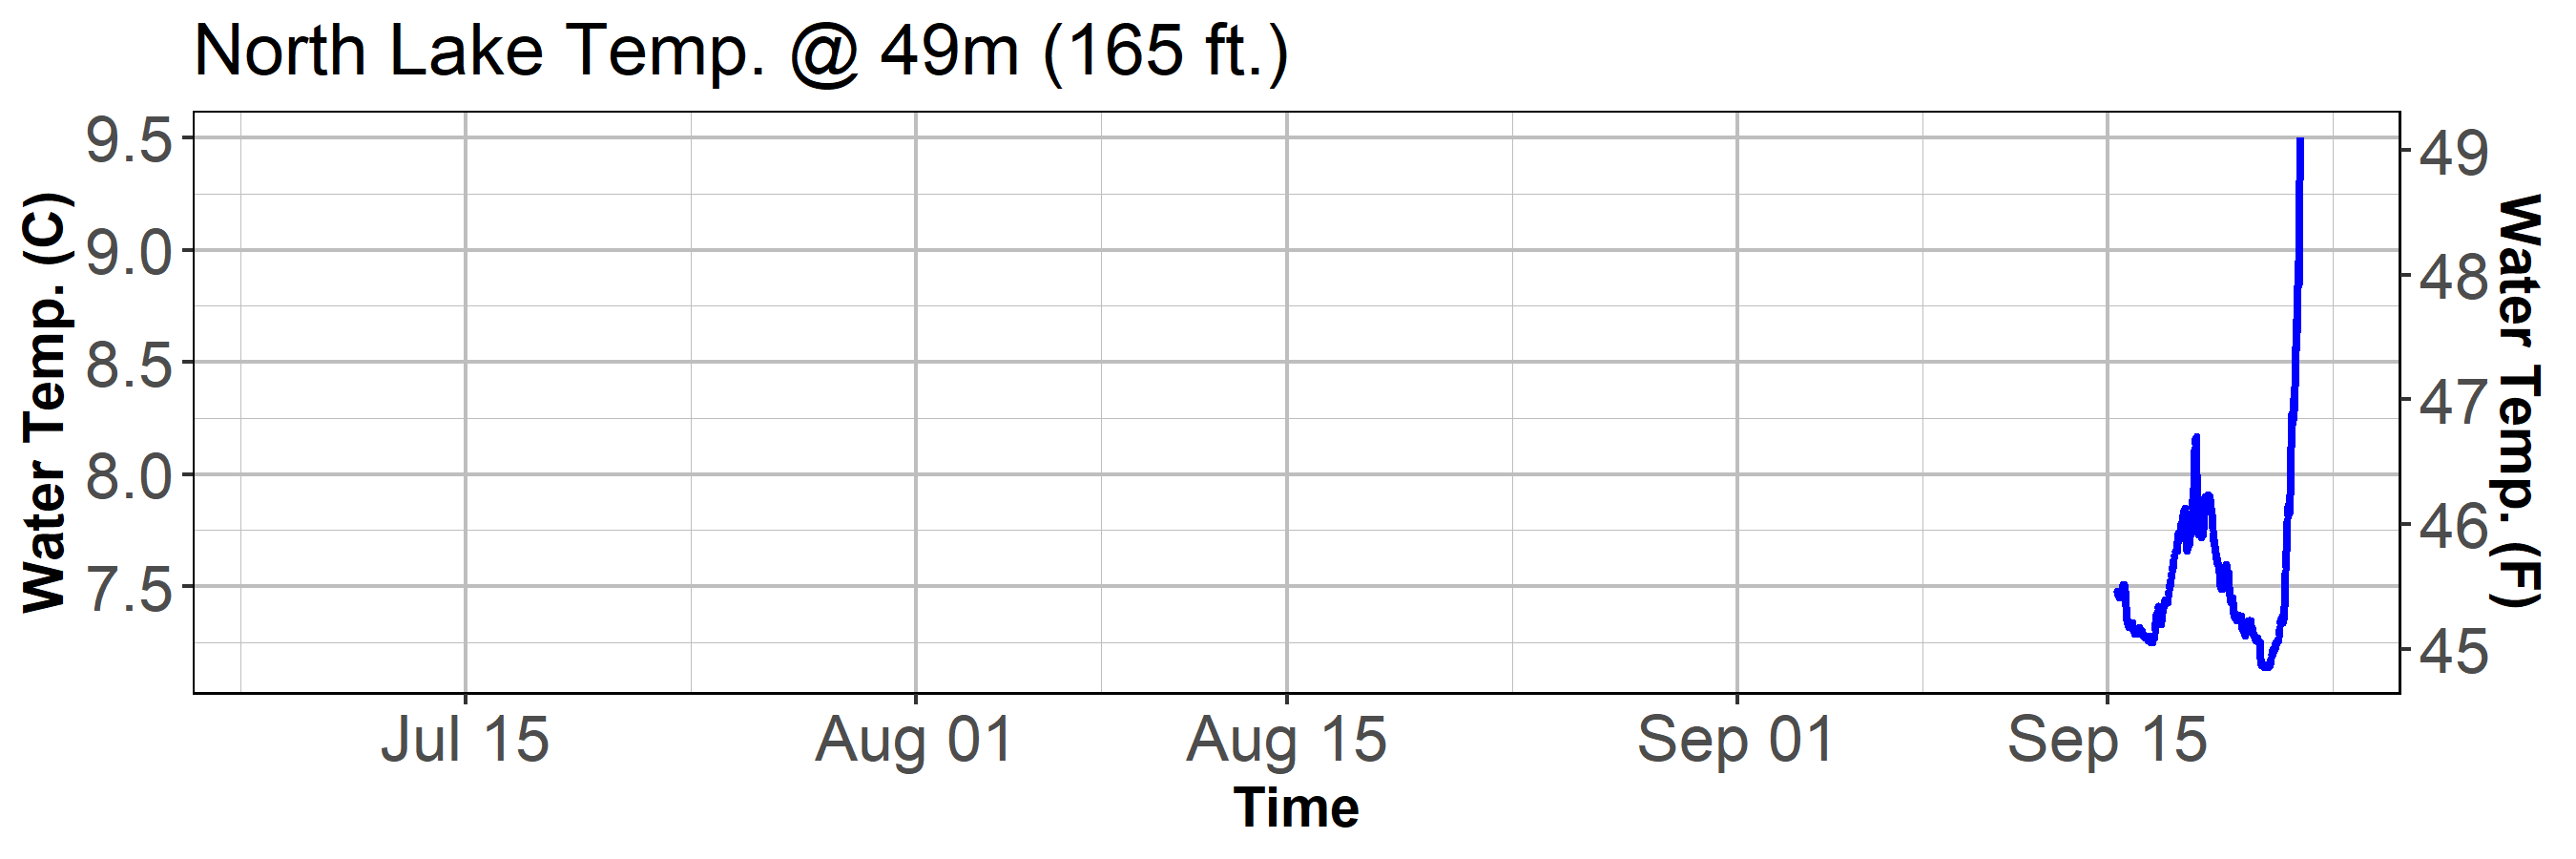 North Lake Temp. @ 49m (165 ft.)
Water Temp. (C)
9.5
9.0
8.5
8.0
7.5
49
48
47
46
45
Water Temp. (F)
Jul 15 Aug 01 Aug 15 Sep 01 Sep 15
Time